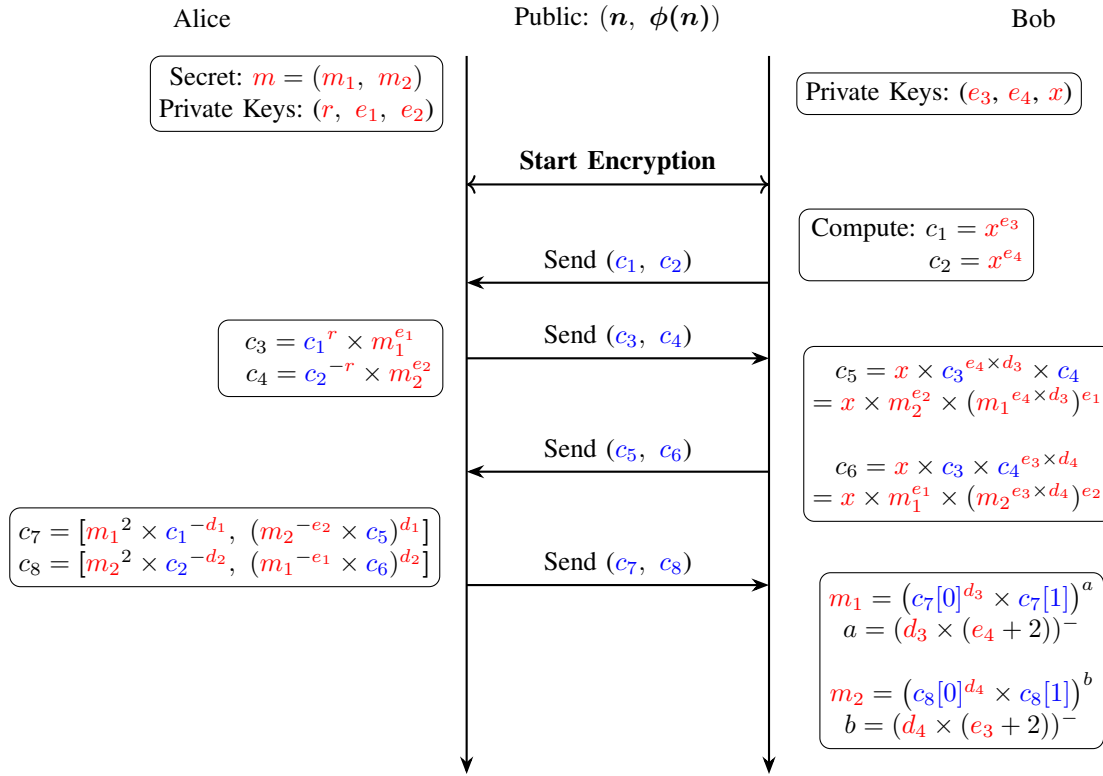 Alice
Public: (n, ϕ(n))
Bob
Secret: m = (m₁, m₂)
Private Keys: (r, e₁, e₂)
Private Keys: (e₃, e₄, x)
Start Encryption
Compute: c₁ = x^{e₃}
c₂ = x^{e₄}
Send (c₁, c₂)
c₃ = c₁^r × m₁^{e₁}
c₄ = c₂^{−r} × m₂^{e₂}
Send (c₃, c₄)
c₅ = x × c₃^{e₄×d₃} × c₄
= x × m₂^{e₂} × (m₁^{e₄×d₃})^{e₁}
c₆ = x × c₃ × c₄^{e₃×d₄}
= x × m₁^{e₁} × (m₂^{e₃×d₄})^{e₂}
Send (c₅, c₆)
c₇ = [m₁² × c₁^{−d₁}, (m₂^{−e₂} × c₅)^{d₁}]
c₈ = [m₂² × c₂^{−d₂}, (m₁^{−e₁} × c₆)^{d₂}]
Send (c₇, c₈)
m₁ = (c₇[0]^{d₃} × c₇[1])^a
a = (d₃ × (e₄ + 2))^−
m₂ = (c₈[0]^{d₄} × c₈[1])^b
b = (d₄ × (e₃ + 2))^−